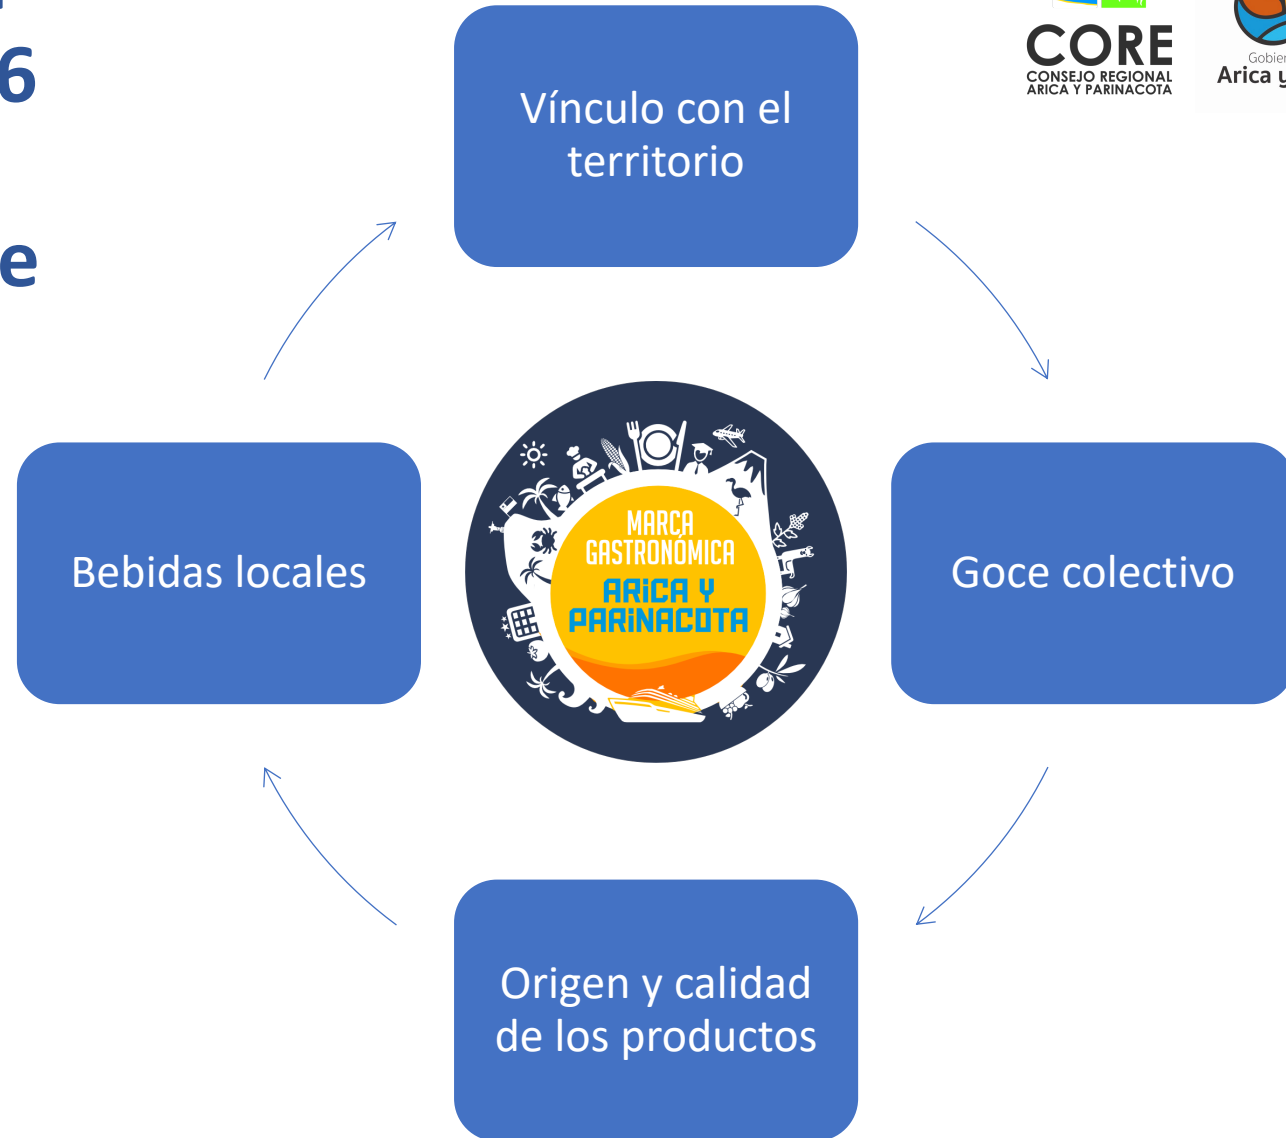 6
e
CORE
CONSEJO REGIONAL
ARICA Y PARINACOTA
Arica y
Vínculo con el
territorio
Bebidas locales
MARCA
GASTRONÓMICA
ARiCA Y
PARiNACOTA
Goce colectivo
Origen y calidad
de los productos